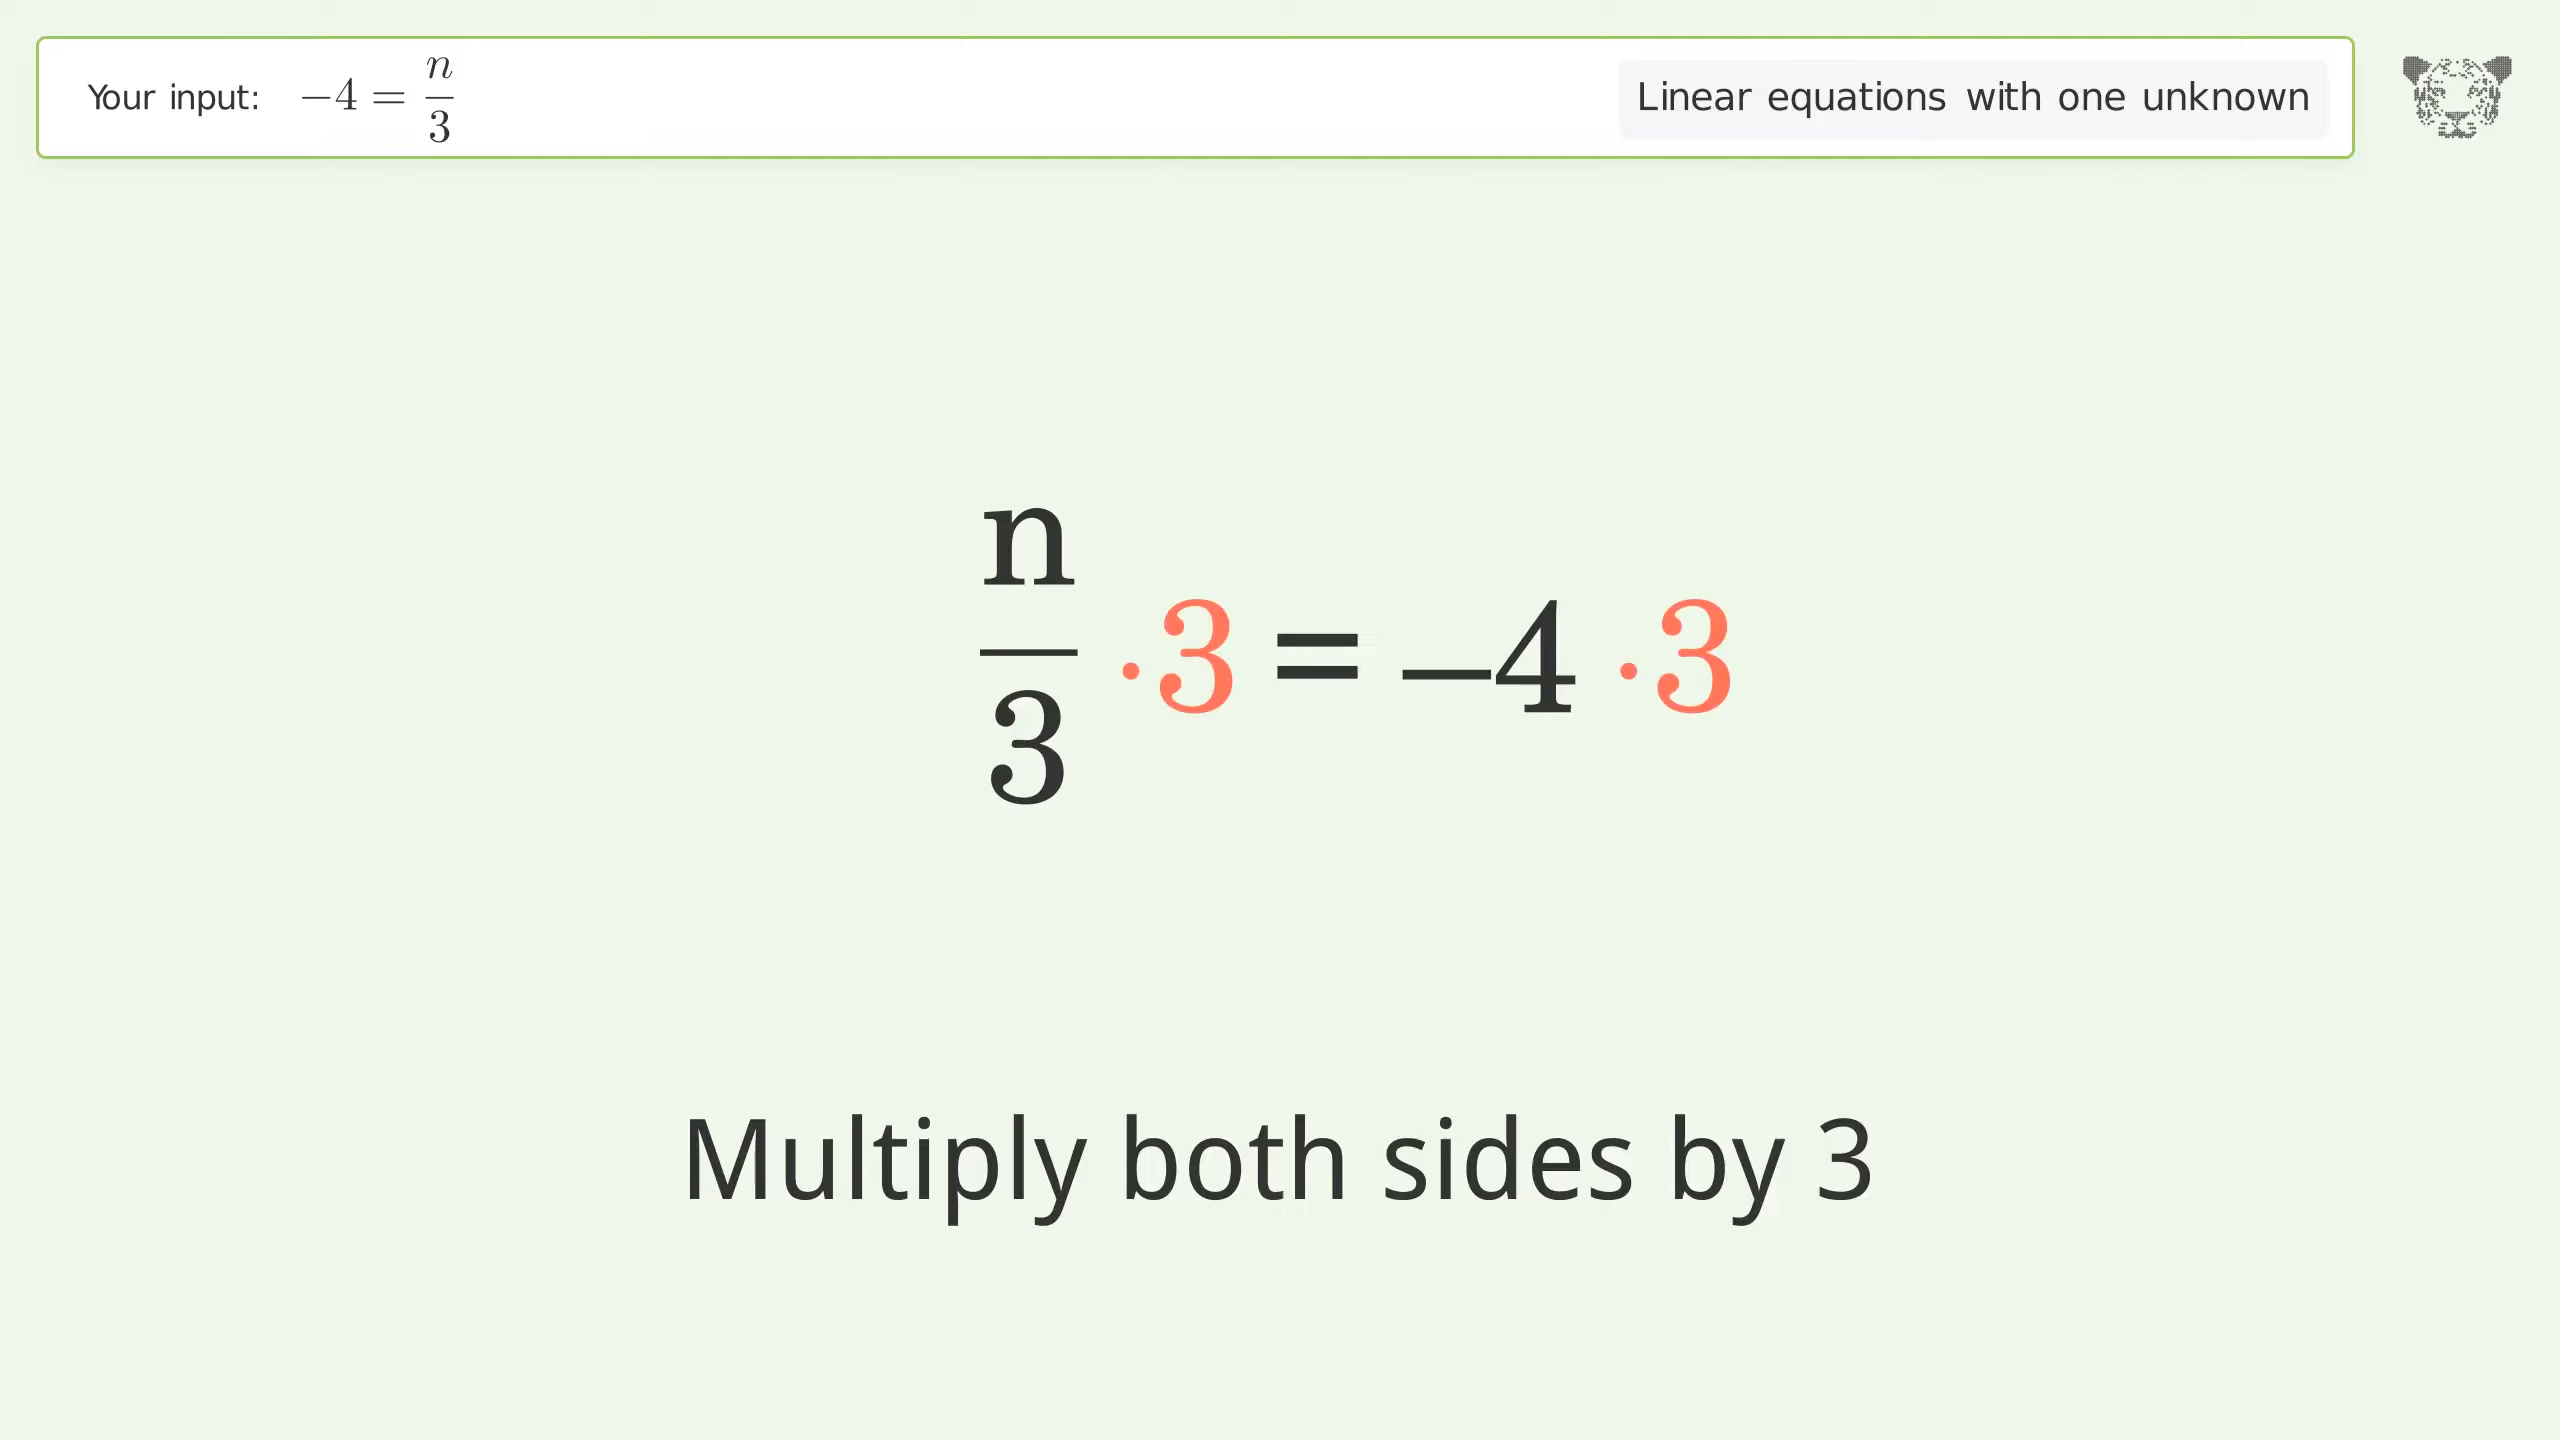 Your input: −4 = n/3
Linear equations with one unknown
n/3 ·3 = −4 ·3
Multiply both sides by 3